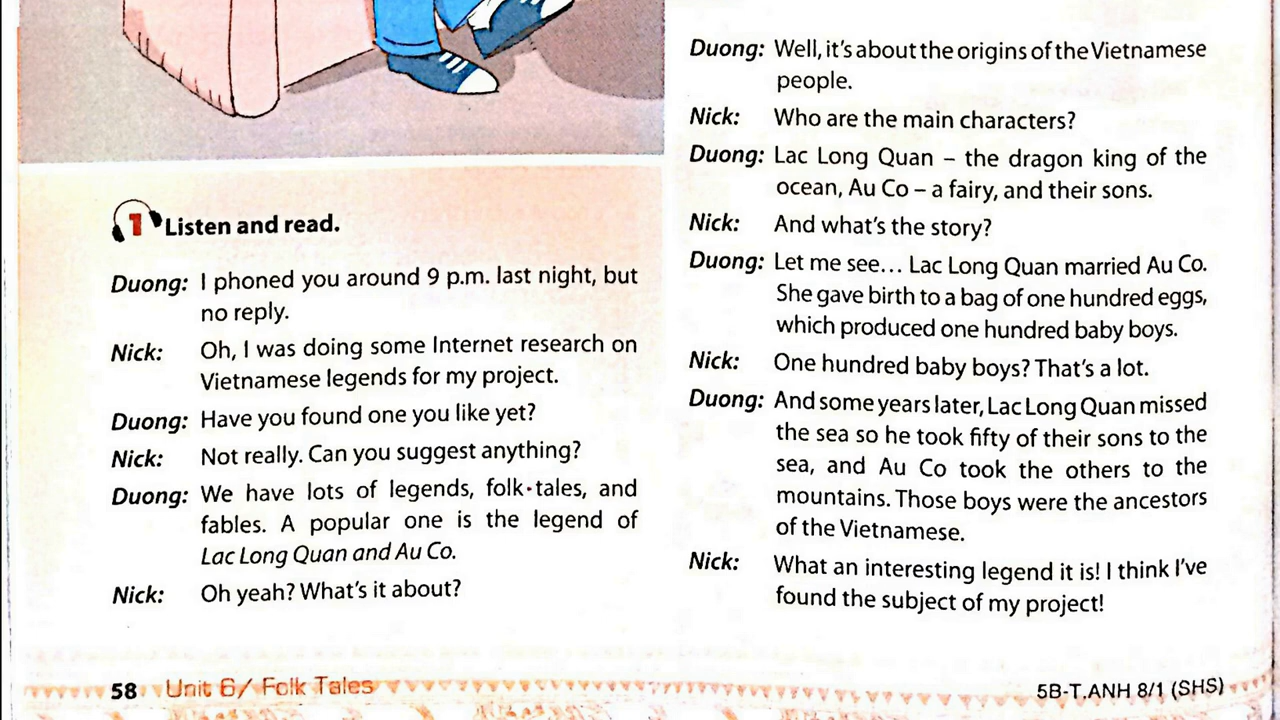 1 Listen and read.
Duong: I phoned you around 9 p.m. last night, but
no reply.
Nick: Oh, I was doing some Internet research on
Vietnamese legends for my project.
Duong: Have you found one you like yet?
Nick: Not really. Can you suggest anything?
Duong: We have lots of legends, folk tales, and
fables. A popular one is the legend of
Lac Long Quan and Au Co.
Nick: Oh yeah? What's it about?
Duong: Well, it's about the origins of the Vietnamese
people.
Nick: Who are the main characters?
Duong: Lac Long Quan – the dragon king of the
ocean, Au Co – a fairy, and their sons.
Nick: And what's the story?
Duong: Let me see... Lac Long Quan married Au Co.
She gave birth to a bag of one hundred eggs,
which produced one hundred baby boys.
Nick: One hundred baby boys? That's a lot.
Duong: And some years later, Lac Long Quan missed
the sea so he took fifty of their sons to the
sea, and Au Co took the others to the
mountains. Those boys were the ancestors
of the Vietnamese.
Nick: What an interesting legend it is! I think I've
found the subject of my project!
58 Unit 6/ Folk Tales
5B-T.ANH 8/1 (SHS)